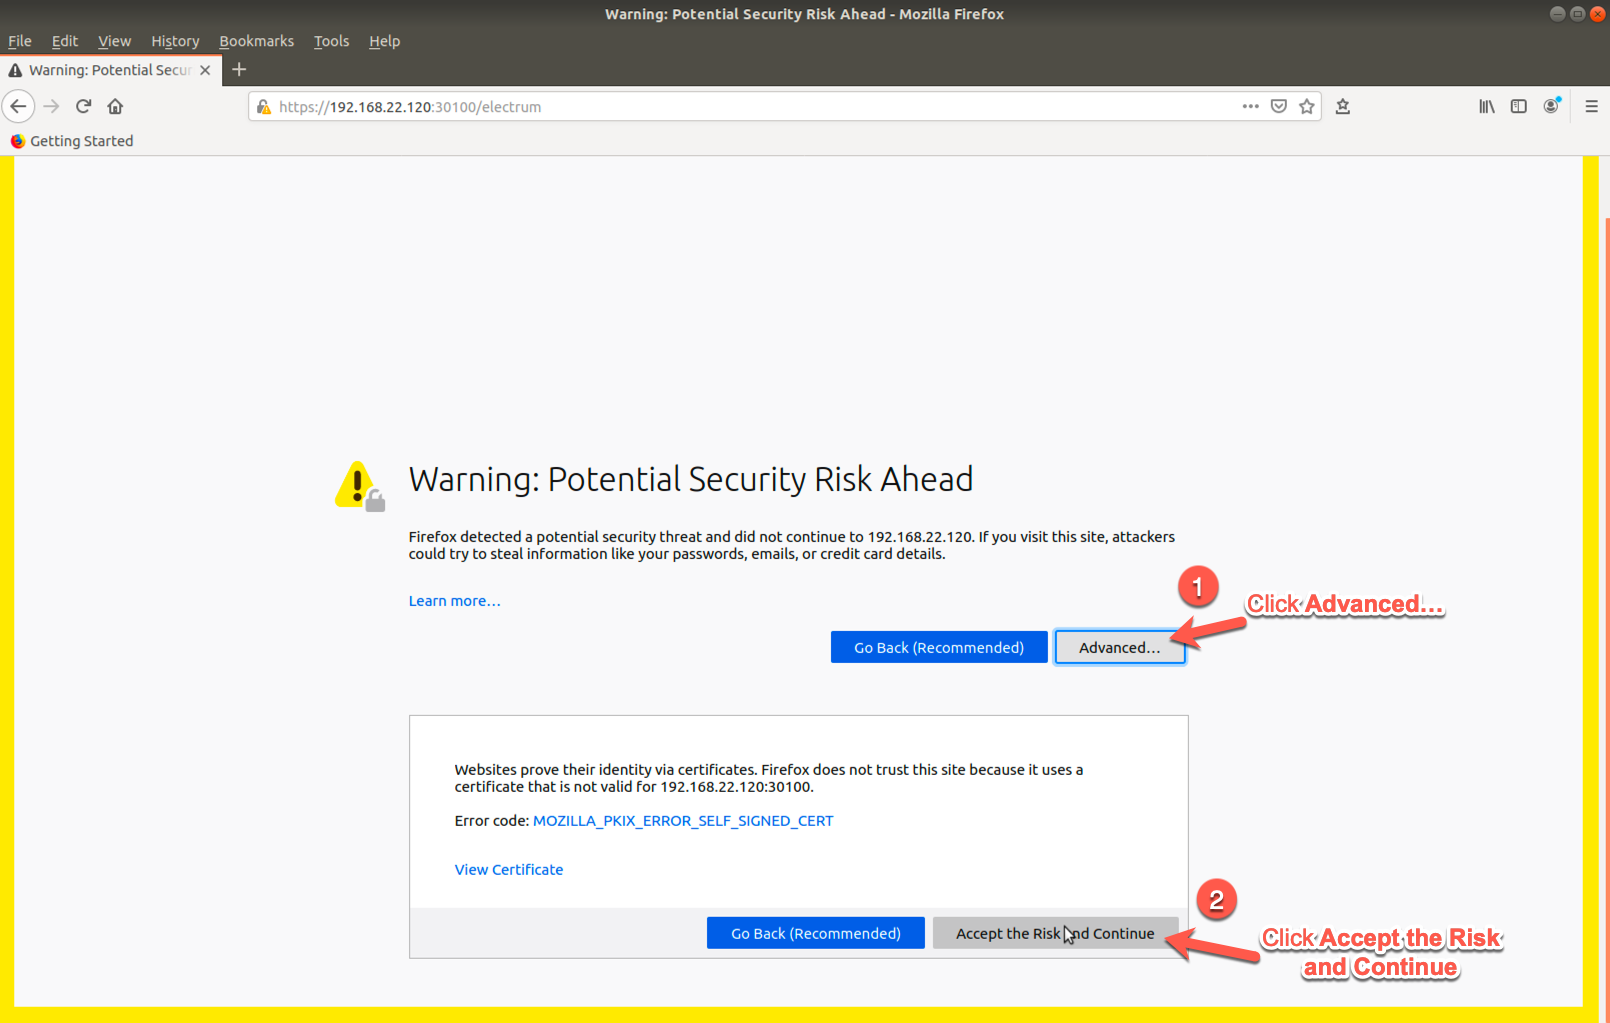 Warning: Potential Security Risk Ahead - Mozilla Firefox
File Edit View History Bookmarks Tools Help
Warning: Potential Secur
https://192.168.22.120:30100/electrum
Getting Started
Warning: Potential Security Risk Ahead
Firefox detected a potential security threat and did not continue to 192.168.22.120. If you visit this site, attackers
could try to steal information like your passwords, emails, or credit card details.
Learn more…
1
Click Advanced...
Go Back (Recommended) Advanced…
Websites prove their identity via certificates. Firefox does not trust this site because it uses a
certificate that is not valid for 192.168.22.120:30100.
Error code: MOZILLA_PKIX_ERROR_SELF_SIGNED_CERT
View Certificate
2
Go Back (Recommended) Accept the Risk and Continue
Click Accept the Risk
and Continue